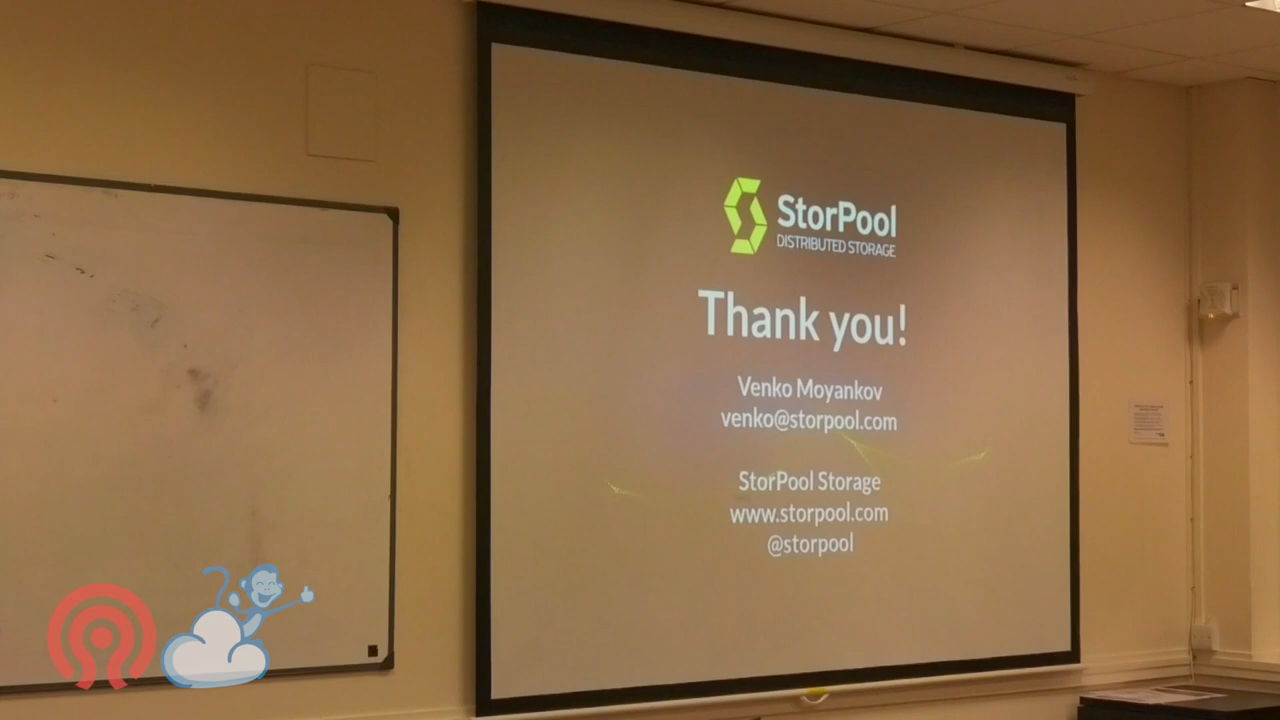 StorPool
DISTRIBUTED STORAGE
Thank you!
Venko Moyankov
venko@storpool.com
StorPool Storage
www.storpool.com
@storpool